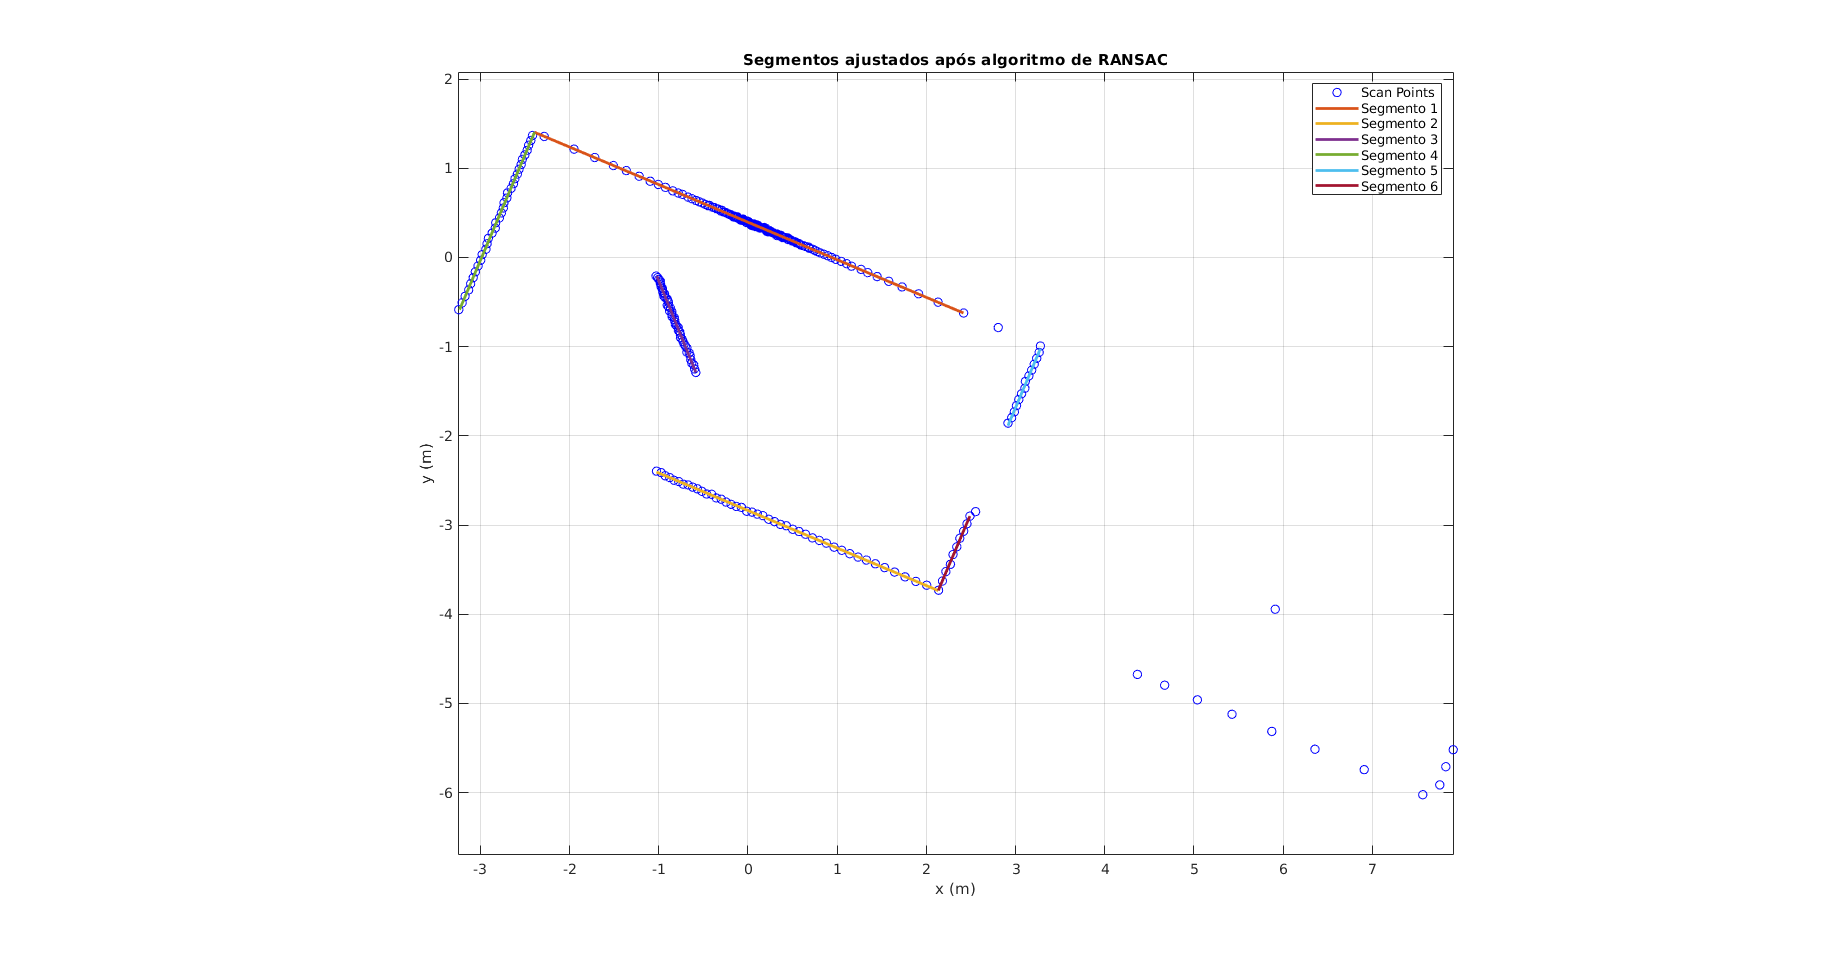 Segmentos ajustados após algoritmo de RANSAC
Scan Points
Segmento 1
Segmento 2
Segmento 3
Segmento 4
Segmento 5
Segmento 6
2
1
0
-1
-2
-3
-4
-5
-6
y (m)
-3 -2 -1 0 1 2 3 4 5 6 7
x (m)